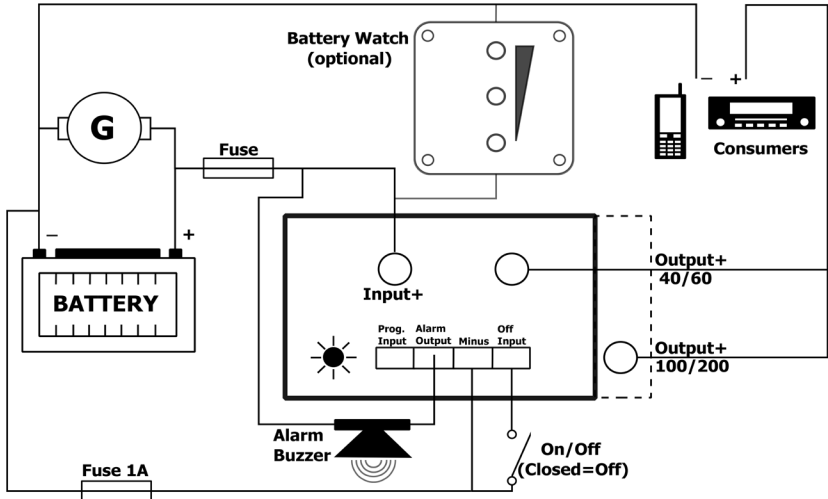 Battery Watch
(optional)
–
+
G
Fuse
Consumers
–
+
BATTERY
Input+
Output+
40/60
Prog.
Input
Alarm
Output
Minus
Off
Input
Output+
100/200
Alarm
Buzzer
On/Off
(Closed=Off)
Fuse 1A